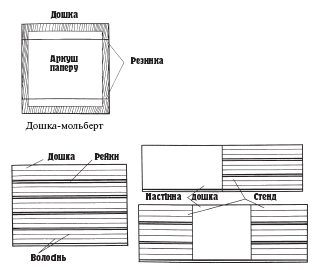 Дошка
Аркуш
паперу
Резинка
Дошка-мольберт
Дошка
Рейки
Волосінь
Настінна дошка
Стенд